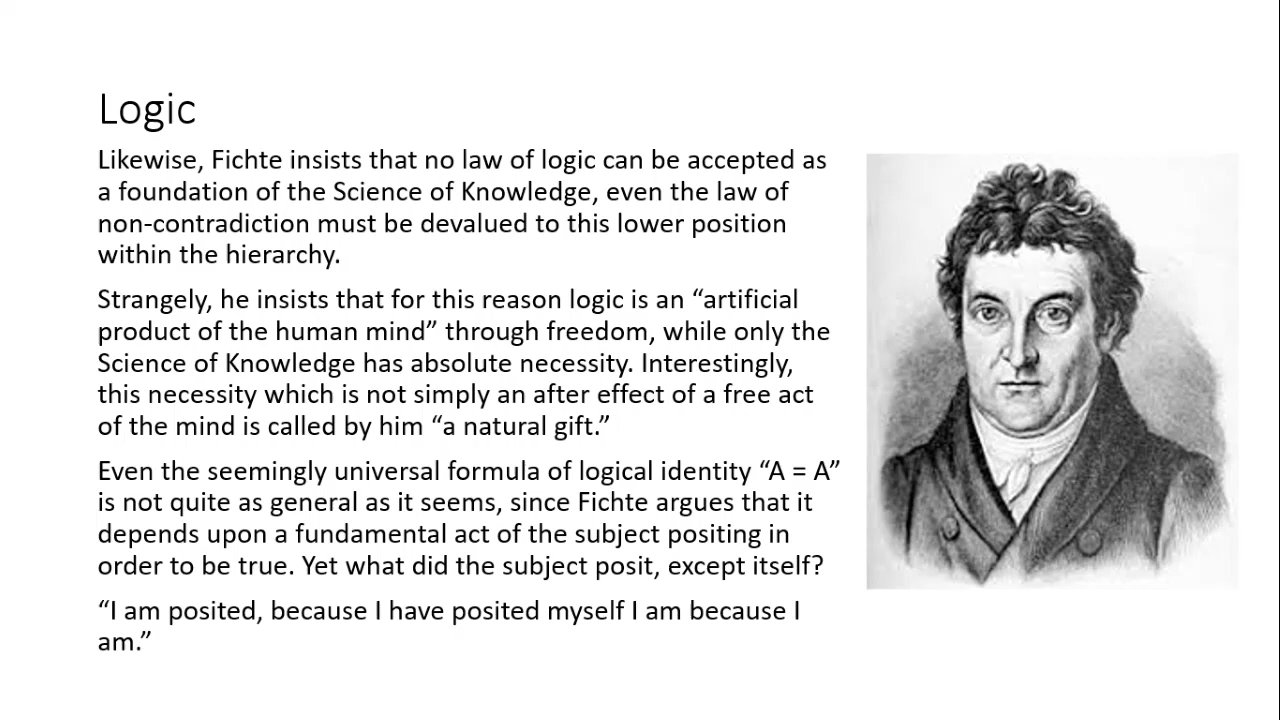 Logic
Likewise, Fichte insists that no law of logic can be accepted as
a foundation of the Science of Knowledge, even the law of
non-contradiction must be devalued to this lower position
within the hierarchy.
Strangely, he insists that for this reason logic is an “artificial
product of the human mind” through freedom, while only the
Science of Knowledge has absolute necessity. Interestingly,
this necessity which is not simply an after effect of a free act
of the mind is called by him “a natural gift.”
Even the seemingly universal formula of logical identity “A = A”
is not quite as general as it seems, since Fichte argues that it
depends upon a fundamental act of the subject positing in
order to be true. Yet what did the subject posit, except itself?
“I am posited, because I have posited myself I am because I
am.”